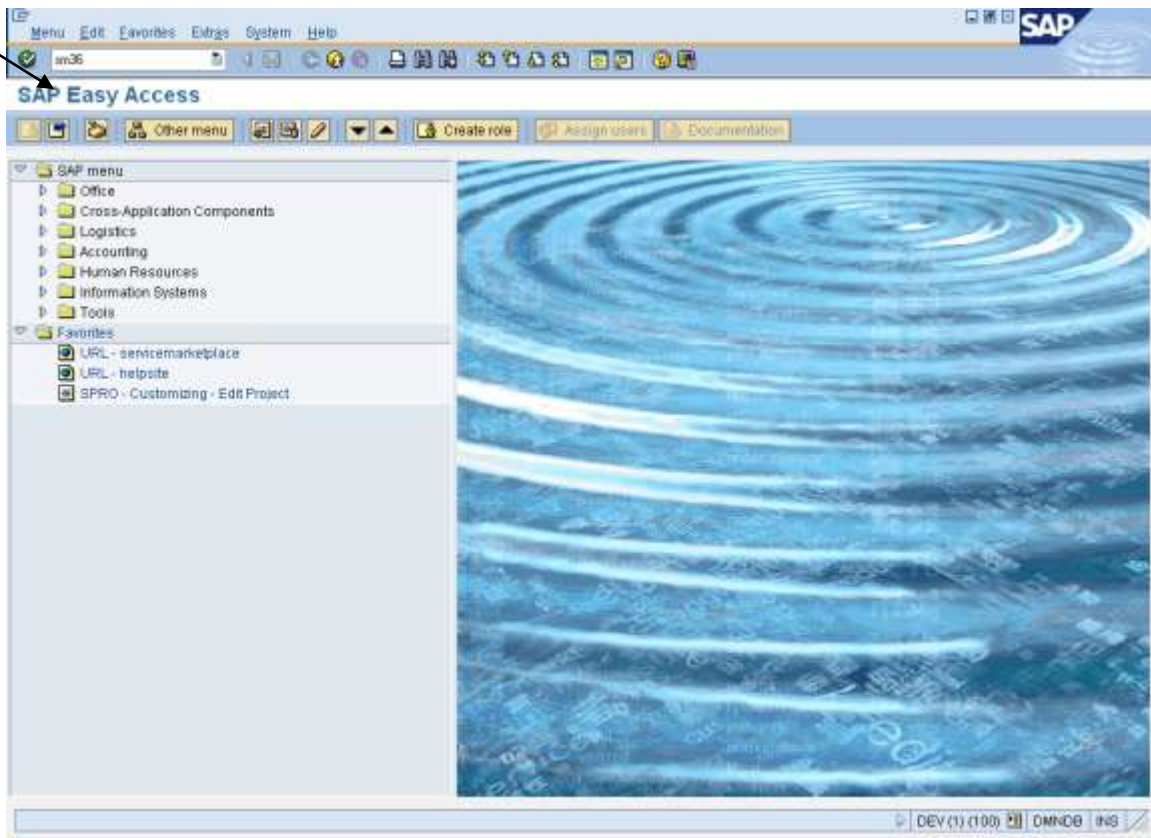 Menu Edit Favorites Extras System Help
SAP
sm36
SAP Easy Access
Other menu Create role Assign users Documentation
SAP menu
Office
Cross-Application Components
Logistics
Accounting
Human Resources
Information Systems
Tools
Favorites
URL - servicemarketplace
URL - helpsite
SPRO - Customizing - Edit Project
DEV (1) (100) DMNDB INS